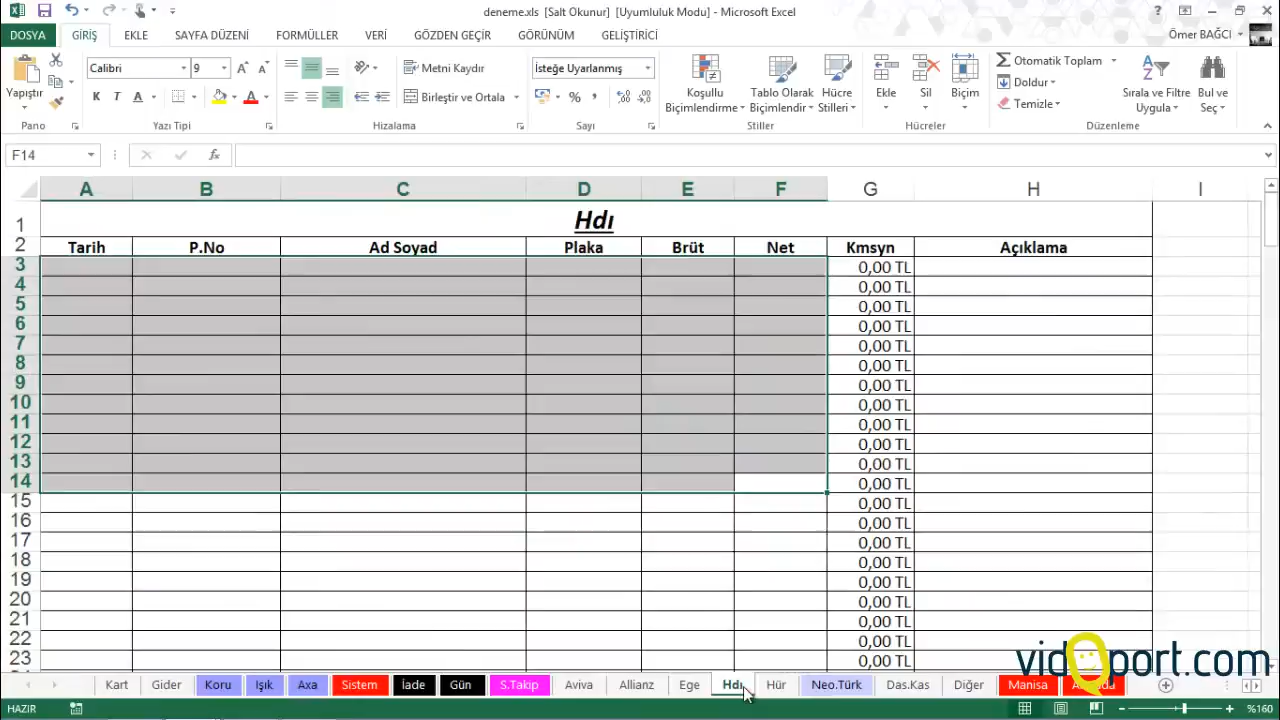 deneme.xls [Salt Okunur] [Uyumluluk Modu] - Microsoft Excel
DOSYA GİRİŞ EKLE SAYFA DÜZENİ FORMÜLLER VERİ GÖZDEN GEÇİR GÖRÜNÜM GELİŞTİRİCİ Ömer BAĞCI
Yapıştır
Calibri 9
K T A
Metni Kaydır
Birleştir ve Ortala
İsteğe Uyarlanmış
Koşullu Biçimlendirme
Tablo Olarak Biçimlendir
Hücre Stilleri
Ekle Sil Biçim
Otomatik Toplam
Doldur
Temizle
Sırala ve Filtre Uygula
Bul ve Seç
Pano Yazı Tipi Hizalama Sayı Stiller Hücreler Düzenleme
F14 fx
A B C D E F G H I
1 Hdı
2 Tarih P.No Ad Soyad Plaka Brüt Net Kmsyn Açıklama
3 0,00 TL
4 0,00 TL
5 0,00 TL
6 0,00 TL
7 0,00 TL
8 0,00 TL
9 0,00 TL
10 0,00 TL
11 0,00 TL
12 0,00 TL
13 0,00 TL
14 0,00 TL
15 0,00 TL
16 0,00 TL
17 0,00 TL
18 0,00 TL
19 0,00 TL
20 0,00 TL
21 0,00 TL
22 0,00 TL
23 0,00 TL
vidoport.com
Kart Gider Koru Işık Axa Sistem İade Gün S.Takip Aviva Allianz Ege Hdı Hür Neo.Türk Das.Kas Diğer Manisa
HAZIR %160